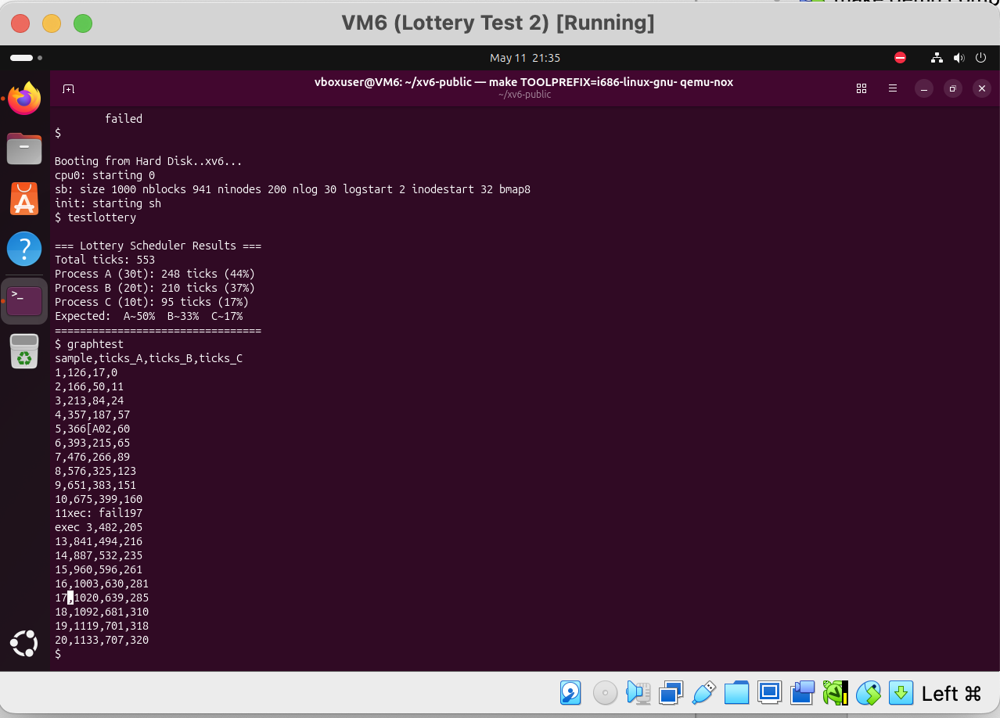 VM6 (Lottery Test 2) [Running]
May 11 21:35
vboxuser@VM6: ~/xv6-public — make TOOLPREFIX=i686-linux-gnu- qemu-nox
~/xv6-public
failed
$
Booting from Hard Disk..xv6...
cpu0: starting 0
sb: size 1000 nblocks 941 ninodes 200 nlog 30 logstart 2 inodestart 32 bmap8
init: starting sh
$ testlottery
=== Lottery Scheduler Results ===
Total ticks: 553
Process A (30t): 248 ticks (44%)
Process B (20t): 210 ticks (37%)
Process C (10t): 95 ticks (17%)
Expected:  A~50%  B~33%  C~17%
=================================
$ graphtest
sample,ticks_A,ticks_B,ticks_C
1,126,17,0
2,166,50,11
3,213,84,24
4,357,187,57
5,366[A02,60
6,393,215,65
7,476,266,89
8,576,325,123
9,651,383,151
10,675,399,160
11xec: fail197
exec 3,482,205
13,841,494,216
14,887,532,235
15,960,596,261
16,1003,630,281
17,1020,639,285
18,1092,681,310
19,1119,701,318
20,1133,707,320
$
Left ⌘